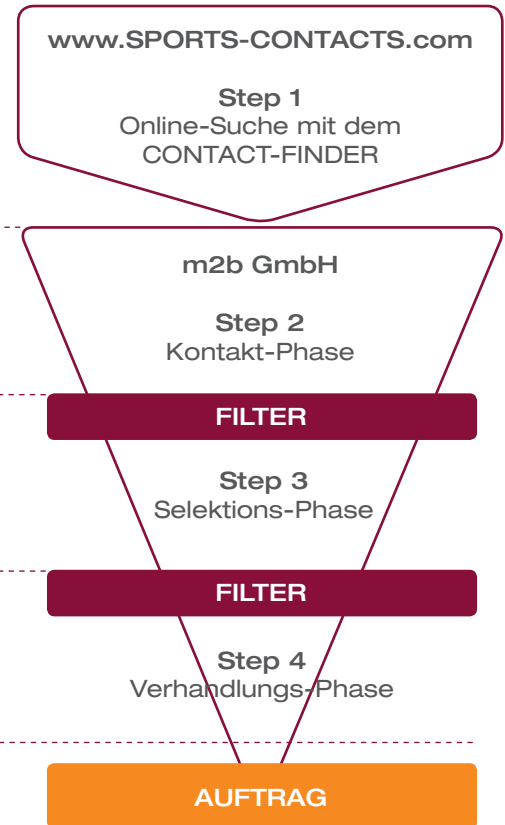 www.SPORTS-CONTACTS.com
Step 1
Online-Suche mit dem
CONTACT-FINDER
m2b GmbH
Step 2
Kontakt-Phase
FILTER
Step 3
Selektions-Phase
FILTER
Step 4
Verhandlungs-Phase
AUFTRAG